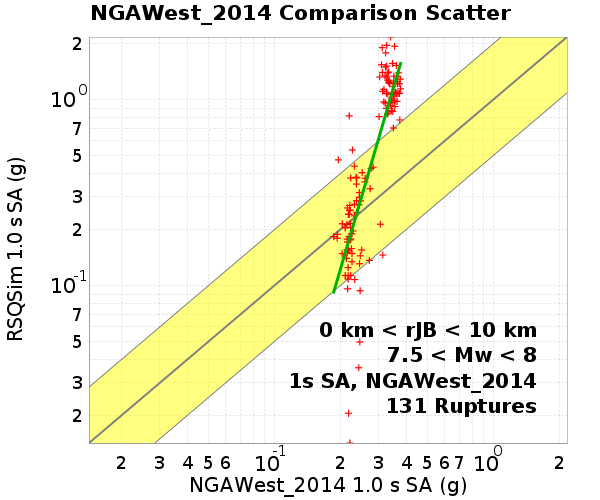 NGAWest_2014 Comparison Scatter
RSQSim 1.0 s SA (g)
2
10^0
7
5
3
2
10^-1
7
5
3
2
0 km < rJB < 10 km
7.5 < Mw < 8
1s SA, NGAWest_2014
131 Ruptures
2 3 4 5 6 10^-1 2 3 4 5 6 7 10^0 2
NGAWest_2014 1.0 s SA (g)